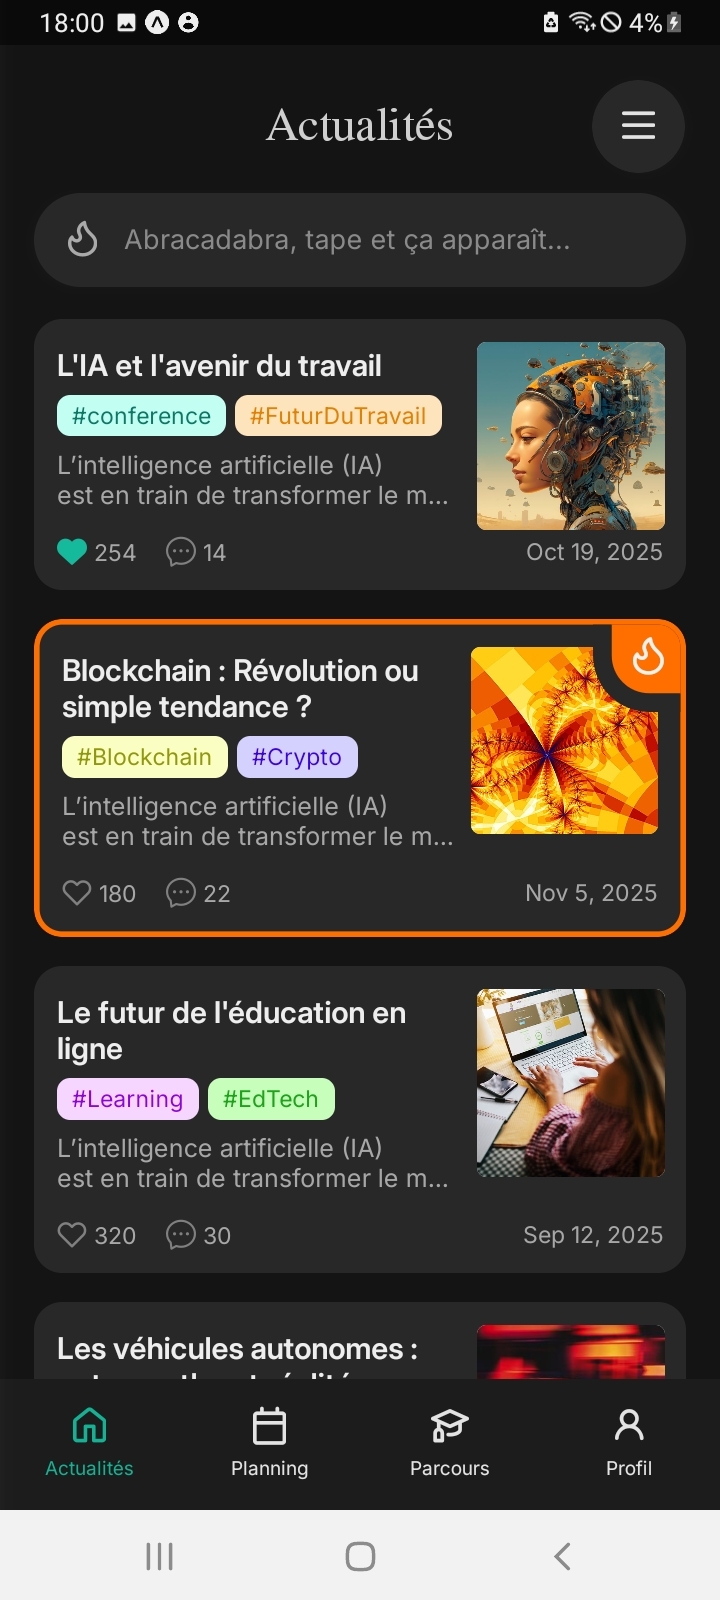 18:00
4%
Actualités
Abracadabra, tape et ça apparaît...
L'IA et l'avenir du travail
#conference #FuturDuTravail
L’intelligence artificielle (IA)
est en train de transformer le m...
254 14 Oct 19, 2025
Blockchain : Révolution ou
simple tendance ?
#Blockchain #Crypto
L’intelligence artificielle (IA)
est en train de transformer le m...
180 22 Nov 5, 2025
Le futur de l'éducation en
ligne
#Learning #EdTech
L’intelligence artificielle (IA)
est en train de transformer le m...
320 30 Sep 12, 2025
Les véhicules autonomes :
Actualités Planning Parcours Profil